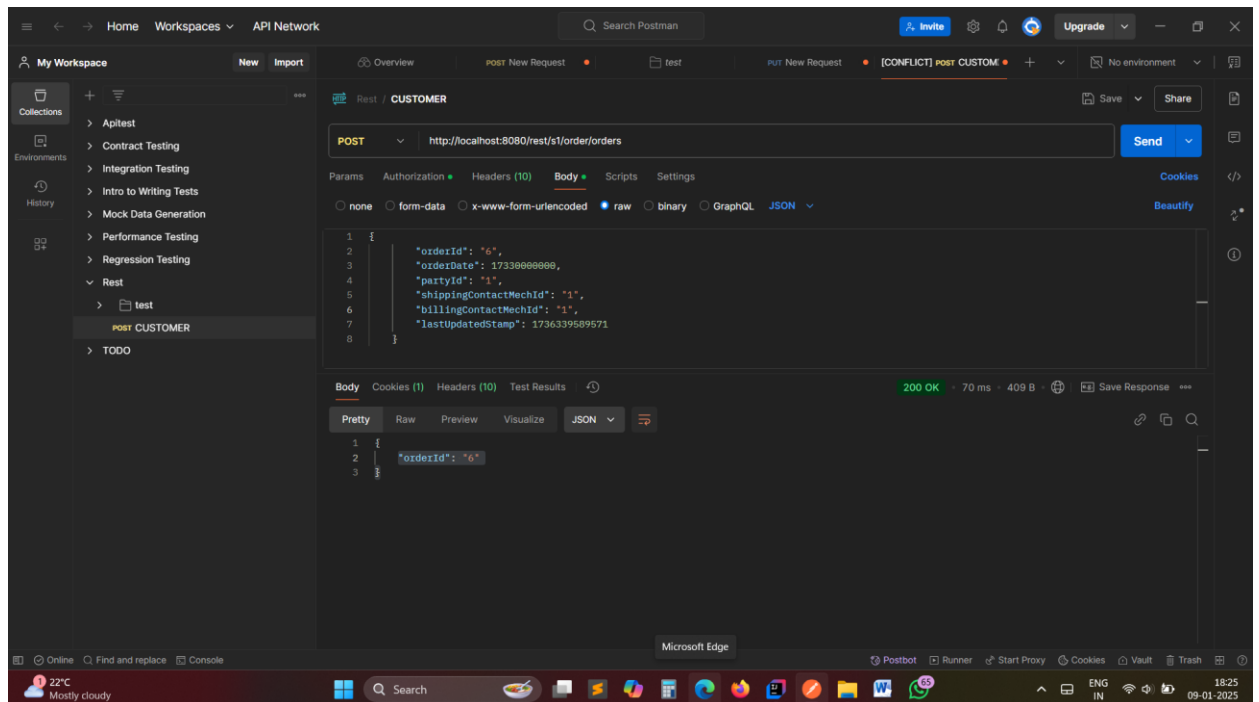 Home Workspaces API Network Search Postman Invite Upgrade
My Workspace New Import Overview POST New Request test PUT New Request [CONFLICT] POST CUSTOM No environment
Collections
Environments
History
Apitest
Contract Testing
Integration Testing
Intro to Writing Tests
Mock Data Generation
Performance Testing
Regression Testing
Rest
test
POST CUSTOMER
TODO
HTTP Rest / CUSTOMER Save Share
POST http://localhost:8080/rest/s1/order/orders Send
Params Authorization Headers (10) Body Scripts Settings Cookies
none form-data x-www-form-urlencoded raw binary GraphQL JSON Beautify
1 {
2 "orderId": "6",
3 "orderDate": 17330000000,
4 "partyId": "1",
5 "shippingContactMechId": "1",
6 "billingContactMechId": "1",
7 "lastUpdatedStamp": 1736339589571
8 }
Body Cookies (1) Headers (10) Test Results 200 OK • 70 ms • 409 B • Save Response
Pretty Raw Preview Visualize JSON
1 {
2 "orderId": "6"
3 }
Microsoft Edge
Online Find and replace Console Postbot Runner Start Proxy Cookies Vault Trash
1 22°C
Mostly cloudy
Search
65
ENG
IN
18:25
09-01-2025